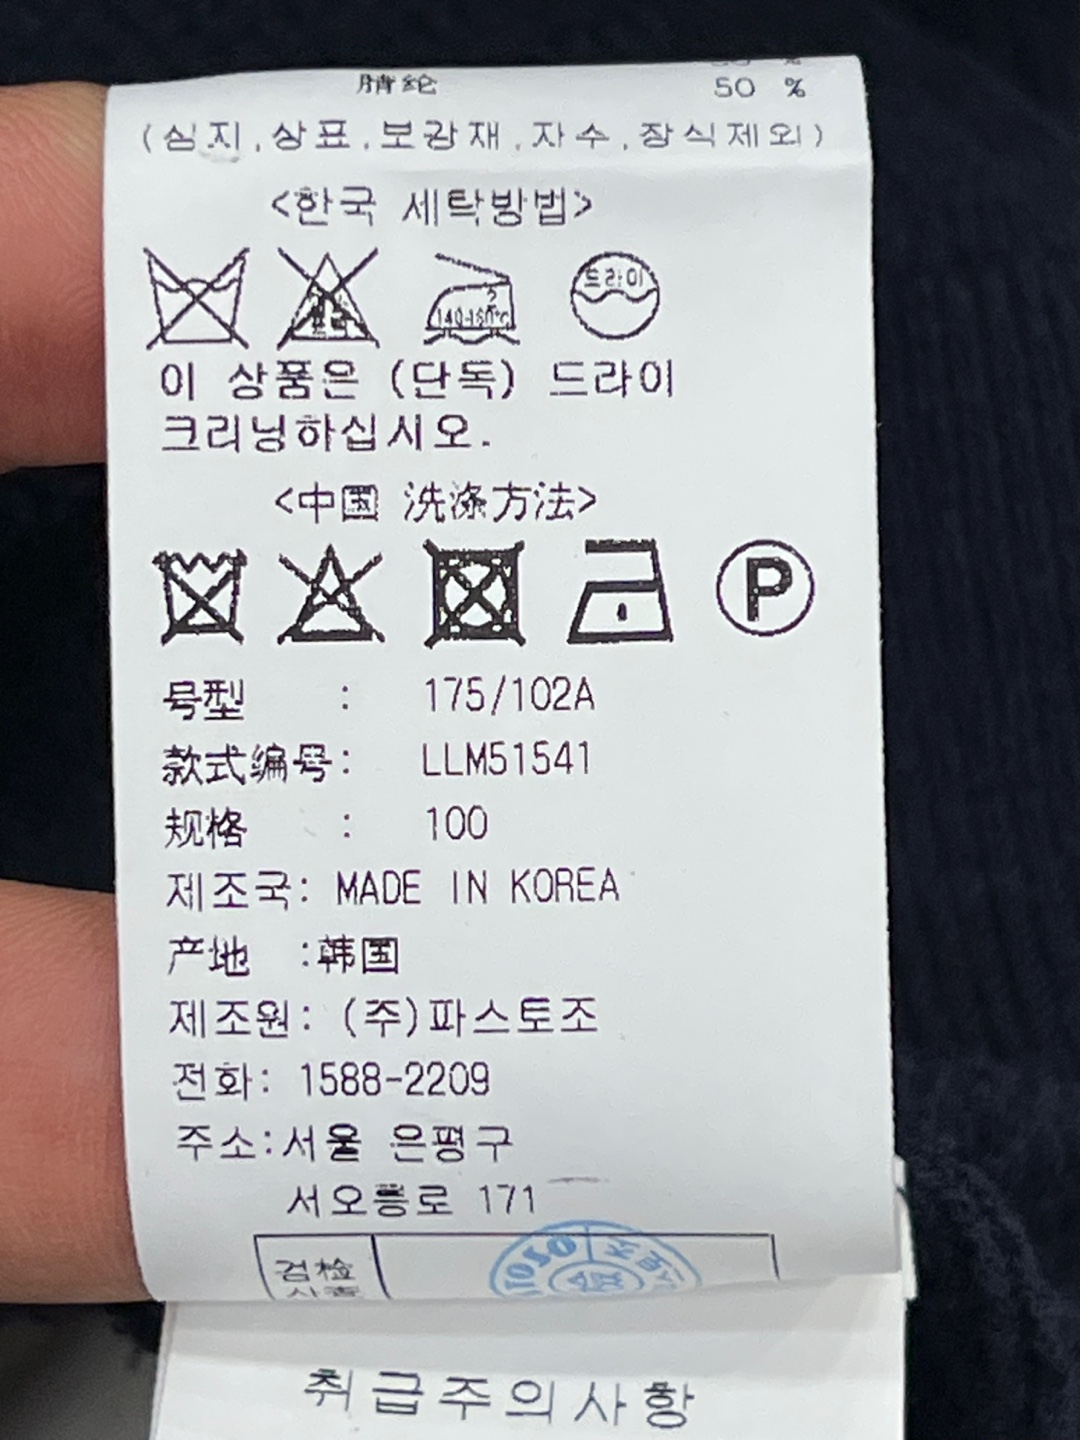 腈纶 50 %
(심지,상표,보강재,자수,장식제외)
<한국 세탁방법>
140-160℃ 드라이
이 상품은 (단독) 드라이
크리닝하십시오.
<中国 洗涤方法>
P
号型 : 175/102A
款式编号: LLM51541
规格 : 100
제조국: MADE IN KOREA
产地 :韩国
제조원: (주)파스토조
전화: 1588-2209
주소:서울 은평구
서오릉로 171
검检
취급주의사항